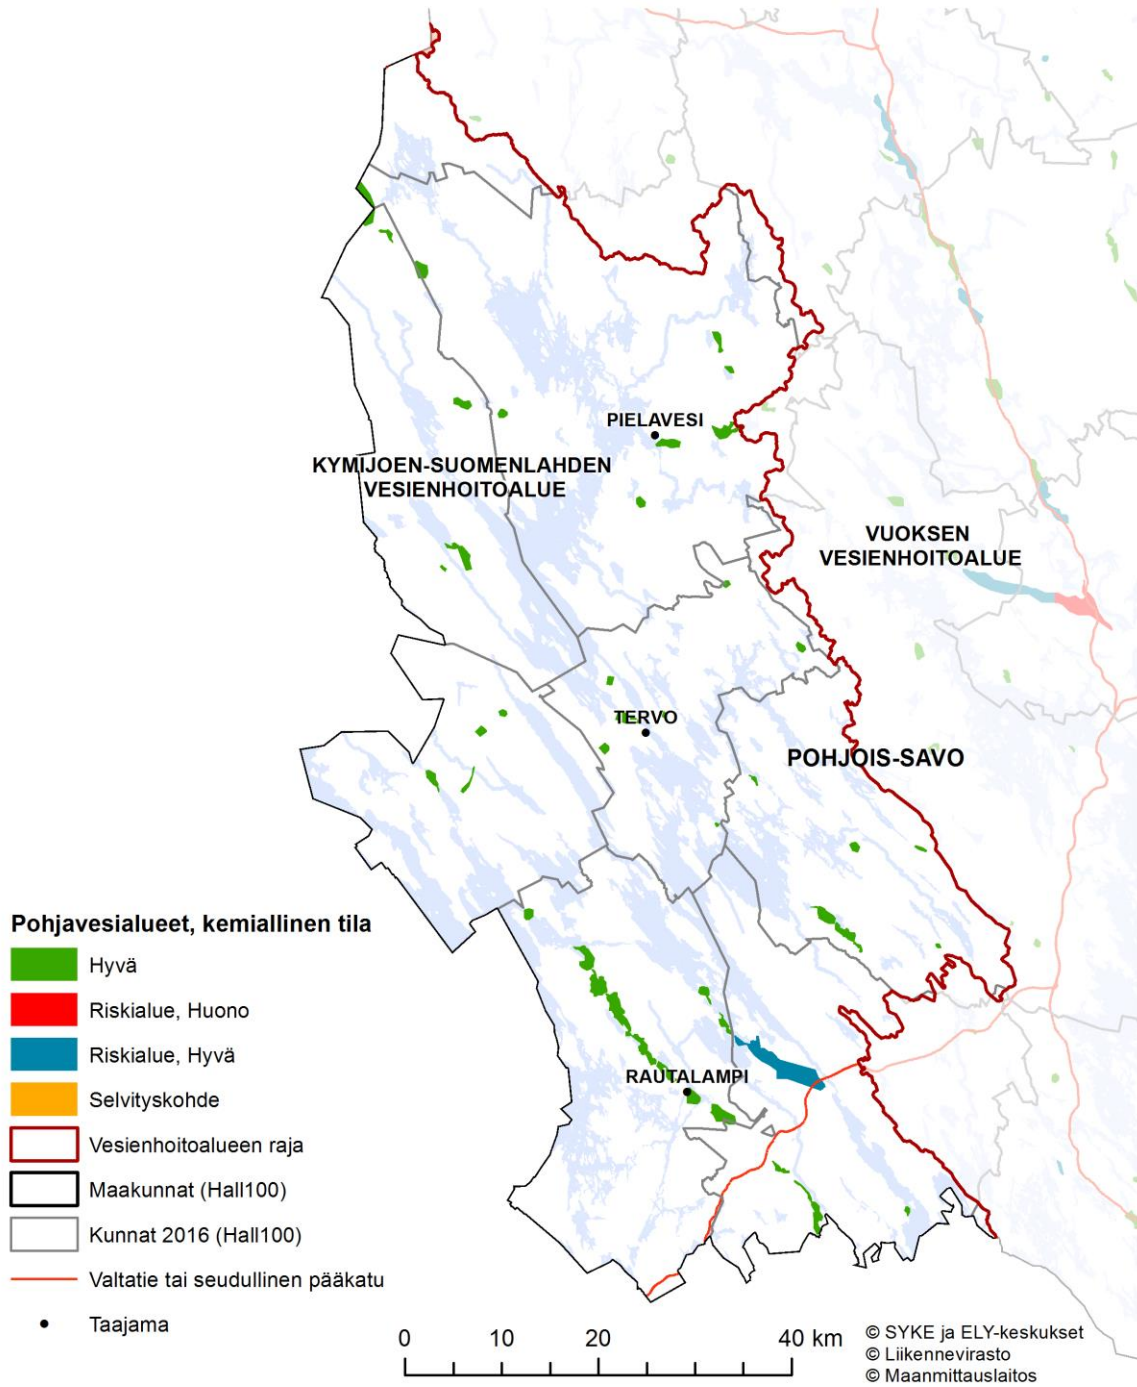 PIELAVESI
KYMIJOEN-SUOMENLAHDEN
VESIENHOITOALUE
VUOKSEN
VESIENHOITOALUE
TERVO
POHJOIS-SAVO
RAUTALAMPI
Pohjavesialueet, kemiallinen tila
Hyvä
Riskialue, Huono
Riskialue, Hyvä
Selvityskohde
Vesienhoitoalueen raja
Maakunnat (Hall100)
Kunnat 2016 (Hall100)
Valtatie tai seudullinen pääkatu
Taajama
0 10 20 40 km
© SYKE ja ELY-keskukset
© Liikennevirasto
© Maanmittauslaitos